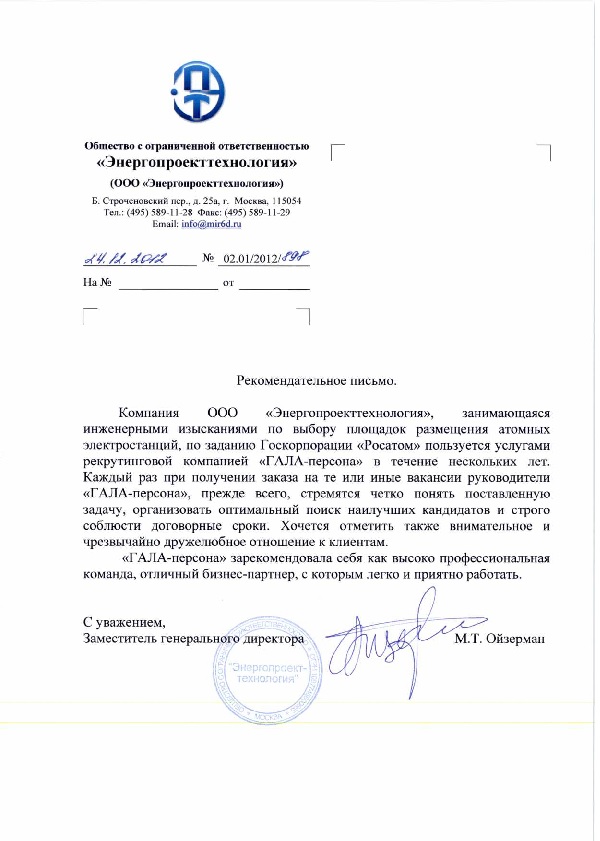 ПТ
Общество с ограниченной ответственностью
«Энергопроекттехнология»
(ООО «Энергопроекттехнология»)
Б. Строченовский пер., д. 25а, г. Москва, 115054
Тел.: (495) 589-11-28 Факс: (495) 589-11-29
Email: info@mir6d.ru
24.12.2012 № 02.01/2012/898
На № от
Рекомендательное письмо.
Компания ООО «Энергопроекттехнология», занимающаяся
инженерными изысканиями по выбору площадок размещения атомных
электростанций, по заданию Госкорпорации «Росатом» пользуется услугами
рекрутинговой компанией «ГАЛА-персона» в течение нескольких лет.
Каждый раз при получении заказа на те или иные вакансии руководители
«ГАЛА-персона», прежде всего, стремятся четко понять поставленную
задачу, организовать оптимальный поиск наилучших кандидатов и строго
соблюсти договорные сроки. Хочется отметить также внимательное и
чрезвычайно дружелюбное отношение к клиентам.
«ГАЛА-персона» зарекомендовала себя как высоко профессиональная
команда, отличный бизнес-партнер, с которым легко и приятно работать.
С уважением,
Заместитель генерального директора М.Т. Ойзерман
"Энергопроект-
технология"
МОСКВА